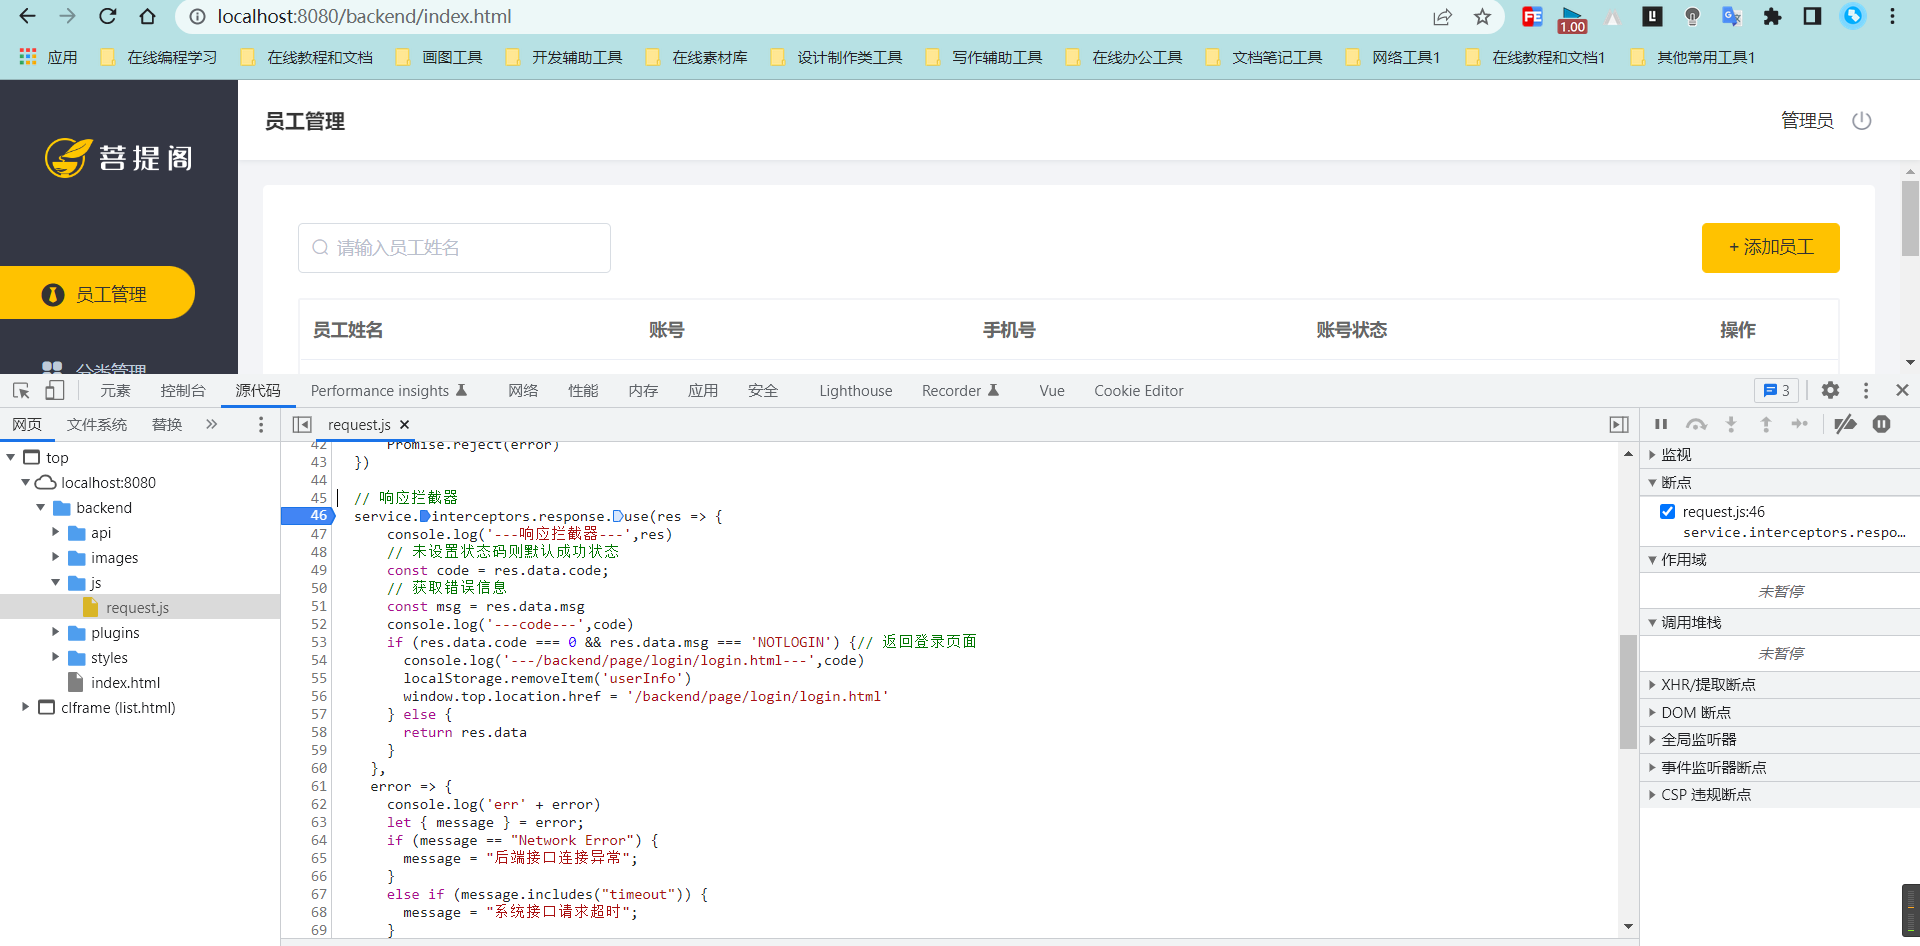 localhost:8080/backend/index.html
FE
1.00
应用 在线编程学习 在线教程和文档 画图工具 开发辅助工具 在线素材库 设计制作类工具 写作辅助工具 在线办公工具 文档笔记工具 网络工具1 在线教程和文档1 其他常用工具1
菩提阁
员工管理
管理员
请输入员工姓名
+ 添加员工
员工管理
员工姓名 账号 手机号 账号状态 操作
分类管理
元素 控制台 源代码 Performance insights 网络 性能 内存 应用 安全 Lighthouse Recorder Vue Cookie Editor 3
网页 文件系统 替换 »
request.js ×
top
localhost:8080
backend
api
images
js
request.js
plugins
styles
index.html
clframe (list.html)
42 Promise.reject(error)
43 })
44
45 // 响应拦截器
46 service.interceptors.response.use(res => {
47 console.log('---响应拦截器---',res)
48 // 未设置状态码则默认成功状态
49 const code = res.data.code;
50 // 获取错误信息
51 const msg = res.data.msg
52 console.log('---code---',code)
53 if (res.data.code === 0 && res.data.msg === 'NOTLOGIN') {// 返回登录页面
54 console.log('---/backend/page/login/login.html---',code)
55 localStorage.removeItem('userInfo')
56 window.top.location.href = '/backend/page/login/login.html'
57 } else {
58 return res.data
59 }
60 },
61 error => {
62 console.log('err' + error)
63 let { message } = error;
64 if (message == "Network Error") {
65 message = "后端接口连接异常";
66 }
67 else if (message.includes("timeout")) {
68 message = "系统接口请求超时";
69 }
监视
断点
request.js:46
service.interceptors.respo…
作用域
未暂停
调用堆栈
未暂停
XHR/提取断点
DOM 断点
全局监听器
事件监听器断点
CSP 违规断点